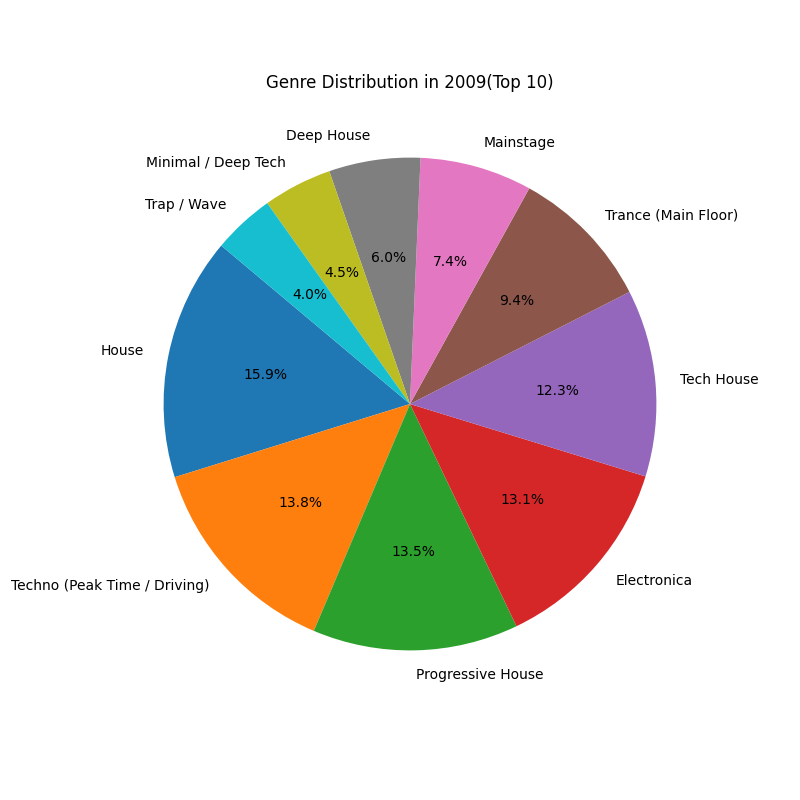 Genre Distribution in 2009(Top 10)
Deep House
Mainstage
Minimal / Deep Tech
Trap / Wave
Trance (Main Floor)
6.0%
7.4%
4.5%
4.0%
9.4%
House
15.9%
12.3%
Tech House
13.8%
13.1%
13.5%
Techno (Peak Time / Driving)
Electronica
Progressive House